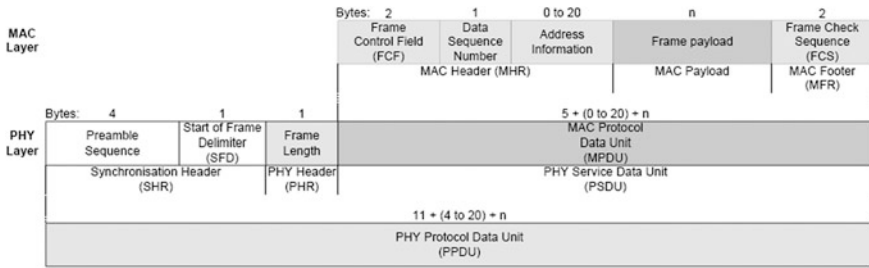 Bytes: 2 1 0 to 20 n 2
MAC Layer
Frame Control Field (FCF)
Data Sequence Number
Address Information
Frame payload
Frame Check Sequence (FCS)
MAC Header (MHR)
MAC Payload
MAC Footer (MFR)
Bytes: 4 1 1 5 + (0 to 20) + n
PHY Layer
Preamble Sequence
Start of Frame Delimiter (SFD)
Frame Length
MAC Protocol Data Unit (MPDU)
Synchronisation Header (SHR)
PHY Header (PHR)
PHY Service Data Unit (PSDU)
11 + (4 to 20) + n
PHY Protocol Data Unit (PPDU)